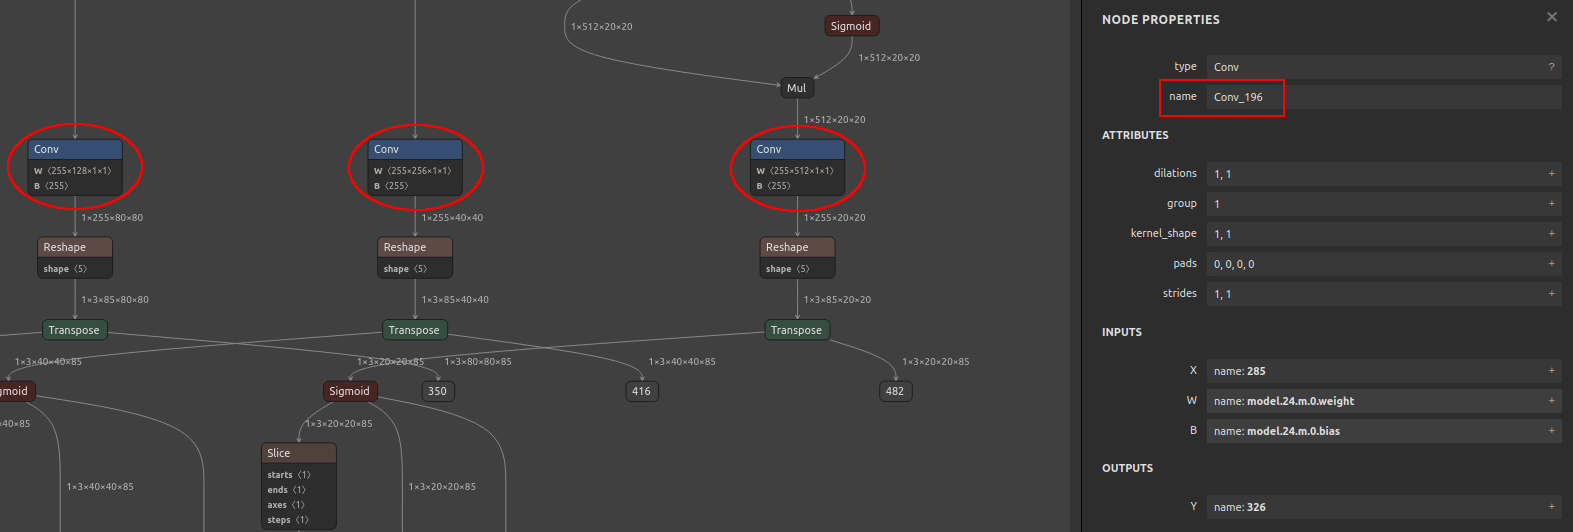 1×512×20×20
Sigmoid
1×512×20×20
Mul
1×512×20×20
Conv
W ⟨255×128×1×1⟩
B ⟨255⟩
Conv
W ⟨255×256×1×1⟩
B ⟨255⟩
Conv
W ⟨255×512×1×1⟩
B ⟨255⟩
1×255×80×80
1×255×40×40
1×255×20×20
Reshape
shape ⟨5⟩
Reshape
shape ⟨5⟩
Reshape
shape ⟨5⟩
1×3×85×80×80
1×3×85×40×40
1×3×85×20×20
Transpose
Transpose
Transpose
1×3×40×40×85
1×3×20×20×85
1×3×80×80×85
1×3×40×40×85
1×3×20×20×85
gmoid
Sigmoid
350
416
482
×40×85
1×3×20×20×85
Slice
starts ⟨1⟩
ends ⟨1⟩
axes ⟨1⟩
steps ⟨1⟩
1×3×40×40×85
1×3×20×20×85
NODE PROPERTIES
×
type Conv ?
name Conv_196
ATTRIBUTES
dilations 1, 1 +
group 1 +
kernel_shape 1, 1 +
pads 0, 0, 0, 0 +
strides 1, 1 +
INPUTS
X name: 285 +
W name: model.24.m.0.weight +
B name: model.24.m.0.bias +
OUTPUTS
Y name: 326 +